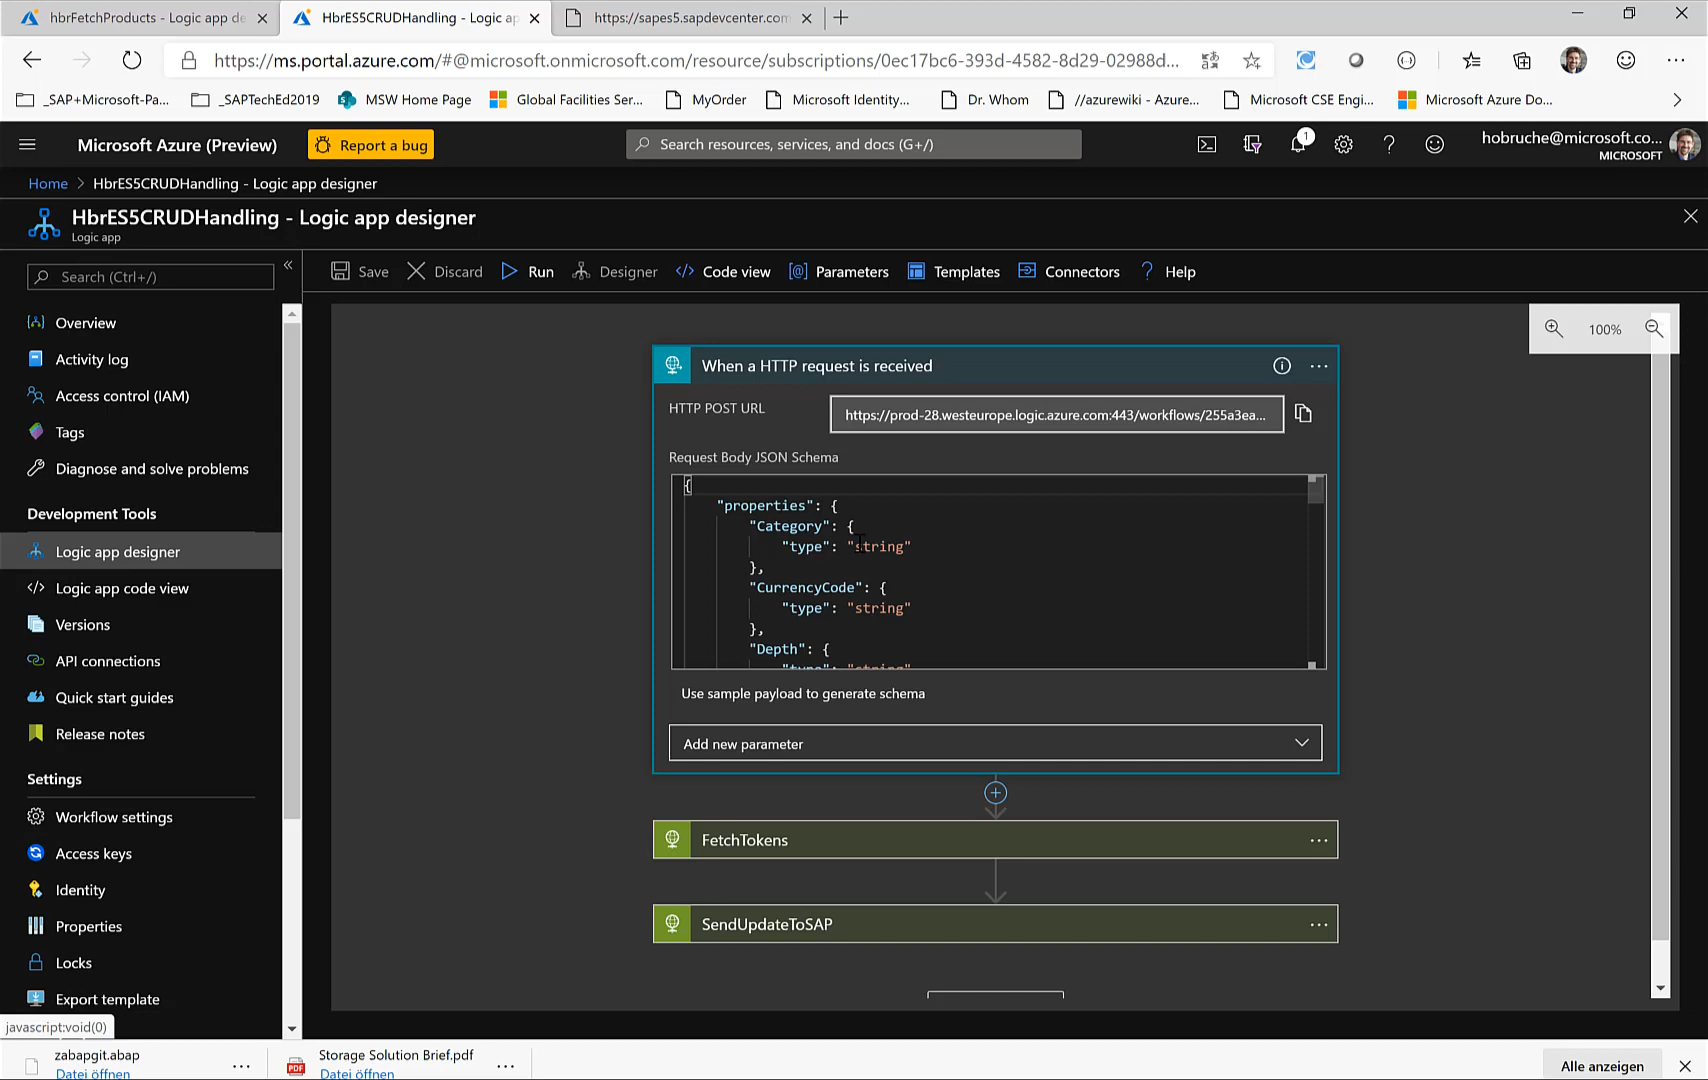 hbrFetchProducts - Logic app de
HbrES5CRUDHandling - Logic ap
https://sapes5.sapdevcenter.com
https://ms.portal.azure.com/#@microsoft.onmicrosoft.com/resource/subscriptions/0ec17bc6-393d-4582-8d29-02988d...
_SAP+Microsoft-Pa...
_SAPTechEd2019
MSW Home Page
Global Facilities Ser...
MyOrder
Microsoft Identity...
Dr. Whom
//azurewiki - Azure...
Microsoft CSE Engi...
Microsoft Azure Do...
Microsoft Azure (Preview)
Report a bug
Search resources, services, and docs (G+/)
1
hobruche@microsoft.co...
MICROSOFT
Home > HbrES5CRUDHandling - Logic app designer
HbrES5CRUDHandling - Logic app designer
Logic app
Search (Ctrl+/)
Save
Discard
Run
Designer
Code view
Parameters
Templates
Connectors
Help
Overview
Activity log
Access control (IAM)
Tags
Diagnose and solve problems
Development Tools
Logic app designer
Logic app code view
Versions
API connections
Quick start guides
Release notes
Settings
Workflow settings
Access keys
Identity
Properties
Locks
Export template
javascript:void(0)
100%
When a HTTP request is received
HTTP POST URL
https://prod-28.westeurope.logic.azure.com:443/workflows/255a3ea...
Request Body JSON Schema
{
"properties": {
"Category": {
"type": "string"
},
"CurrencyCode": {
"type": "string"
},
"Depth": {
"type": "string"
Use sample payload to generate schema
Add new parameter
FetchTokens
SendUpdateToSAP
zabapgit.abap
Datei öffnen
PDF
Storage Solution Brief.pdf
Datei öffnen
Alle anzeigen